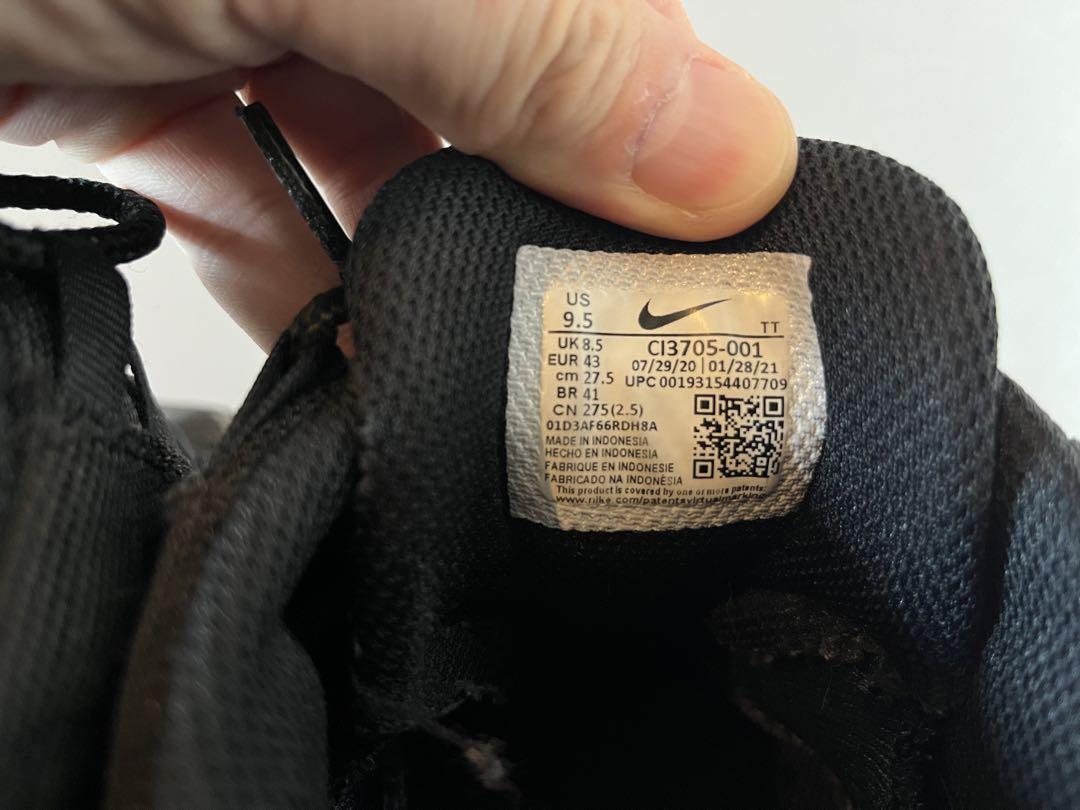 US
9.5
TT
UK 8.5
EUR 43
cm 27.5
BR 41
CN 275(2.5)
CI3705-001
07/29/20 | 01/28/21
UPC 00193154407709
01D3AF66RDH8A
MADE IN INDONESIA
HECHO EN INDONESIA
FABRIQUE EN INDONESIE
FABRICADO NA INDONÉSIA
This product is covered by one or more patents:
www.nike.com/patentsvirtualmarking